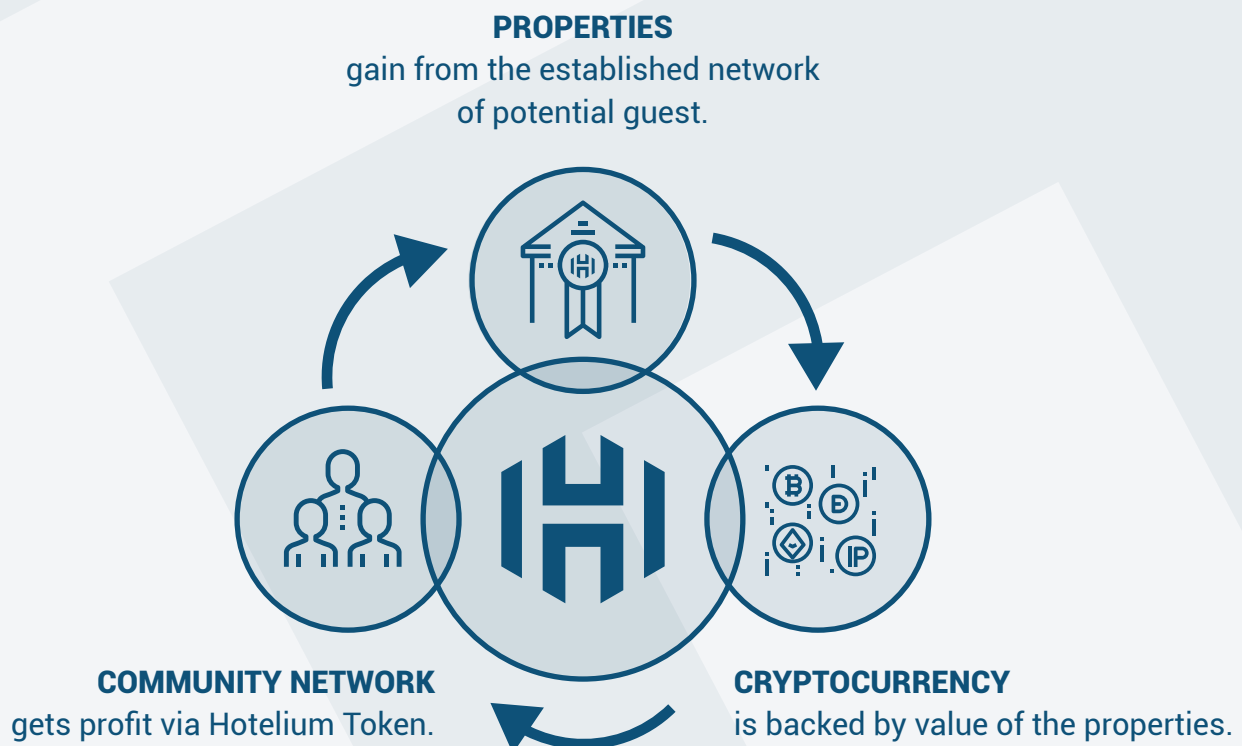 PROPERTIES
gain from the established network
of potential guest.
COMMUNITY NETWORK
gets profit via Hotelium Token.
CRYPTOCURRENCY
is backed by value of the properties.